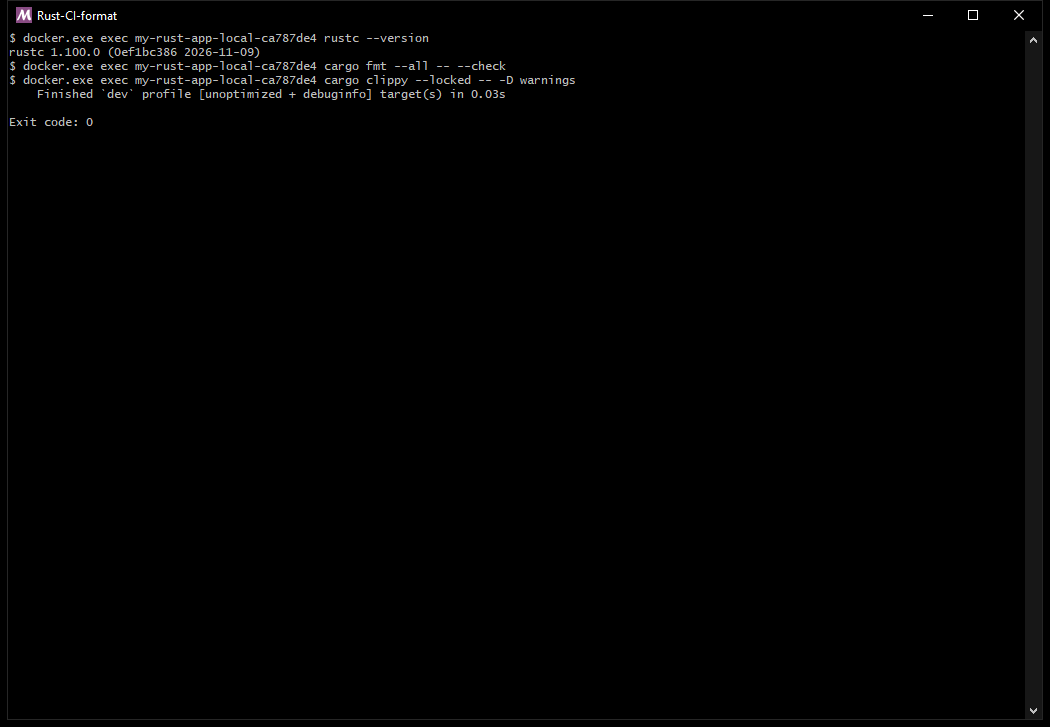 Rust-CI-format
$ docker.exe exec my-rust-app-local-ca787de4 rustc --version
rustc 1.100.0 (0ef1bc386 2026-11-09)
$ docker.exe exec my-rust-app-local-ca787de4 cargo fmt --all -- --check
$ docker.exe exec my-rust-app-local-ca787de4 cargo clippy --locked -- -D warnings
    Finished `dev` profile [unoptimized + debuginfo] target(s) in 0.03s
Exit code: 0